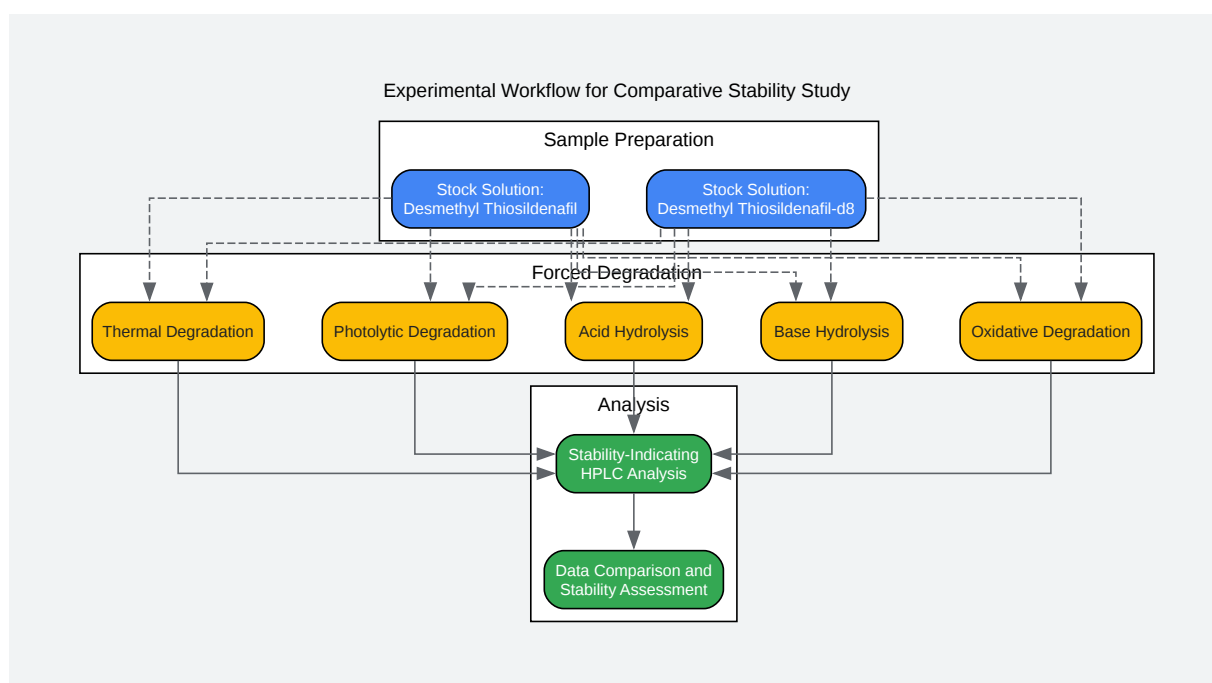 Experimental Workflow for Comparative Stability Study
Sample Preparation
Stock Solution:
Desmethyl Thiosildenafil
Stock Solution:
Desmethyl Thiosildenafil-d8
Forced Degradation
Thermal Degradation
Photolytic Degradation
Acid Hydrolysis
Base Hydrolysis
Oxidative Degradation
Analysis
Stability-Indicating
HPLC Analysis
Data Comparison and
Stability Assessment